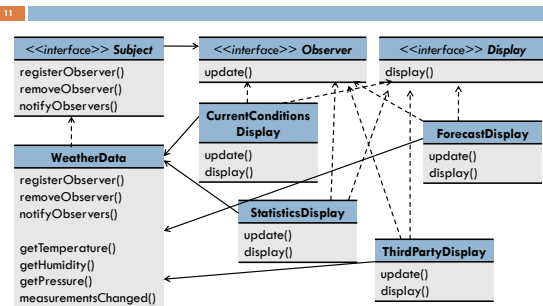 11
<<interface>> Subject
registerObserver()
removeObserver()
notifyObservers()
<<interface>> Observer
update()
<<interface>> Display
display()
CurrentConditions
Display
update()
display()
ForecastDisplay
update()
display()
WeatherData
registerObserver()
removeObserver()
notifyObservers()
getTemperature()
getHumidity()
getPressure()
measurementsChanged()
StatisticsDisplay
update()
display()
ThirdPartyDisplay
update()
display()